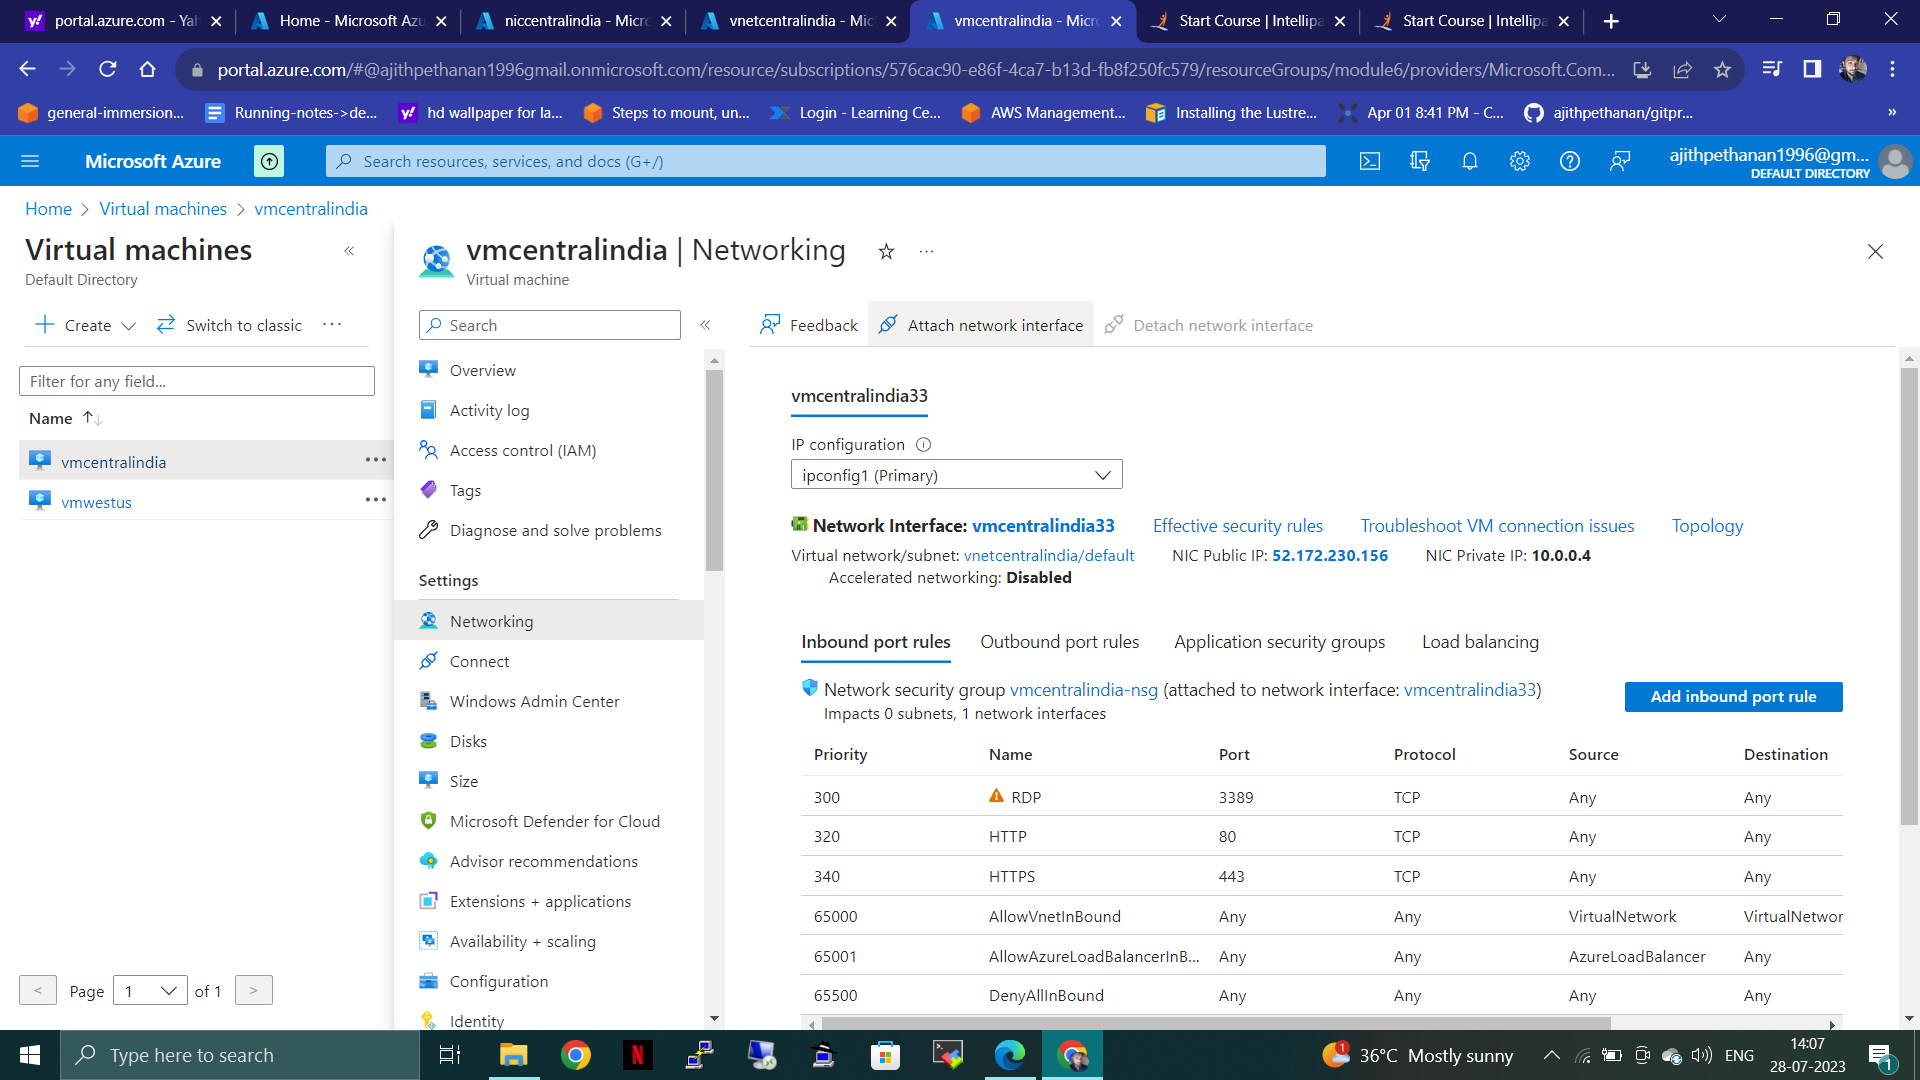 portal.azure.com - Yah
Home - Microsoft Azu
niccentralindia - Micro
vnetcentralindia - Mic
vmcentralindia - Micro
Start Course | Intellipa
Start Course | Intellipa
portal.azure.com/#@ajithpethanan1996gmail.onmicrosoft.com/resource/subscriptions/576cac90-e86f-4ca7-b13d-fb8f250fc579/resourceGroups/module6/providers/Microsoft.Com...
general-immersion...
Running-notes->de...
hd wallpaper for la...
Steps to mount, un...
Login - Learning Ce...
AWS Management...
Installing the Lustre...
Apr 01 8:41 PM - C...
ajithpethanan/gitpr...
»
Microsoft Azure
Search resources, services, and docs (G+/)
ajithpethanan1996@gm...
DEFAULT DIRECTORY
Home > Virtual machines > vmcentralindia
Virtual machines
«
Default Directory
Create
Switch to classic
...
Filter for any field...
Name
vmcentralindia
...
vmwestus
...
< Page 1 of 1 >
vmcentralindia | Networking
...
Virtual machine
Search
«
Overview
Activity log
Access control (IAM)
Tags
Diagnose and solve problems
Settings
Networking
Connect
Windows Admin Center
Disks
Size
Microsoft Defender for Cloud
Advisor recommendations
Extensions + applications
Availability + scaling
Configuration
Identity
Feedback
Attach network interface
Detach network interface
vmcentralindia33
IP configuration
ipconfig1 (Primary)
Network Interface: vmcentralindia33 Effective security rules Troubleshoot VM connection issues Topology
Virtual network/subnet: vnetcentralindia/default NIC Public IP: 52.172.230.156 NIC Private IP: 10.0.0.4
Accelerated networking: Disabled
Inbound port rules Outbound port rules Application security groups Load balancing
Network security group vmcentralindia-nsg (attached to network interface: vmcentralindia33)
Impacts 0 subnets, 1 network interfaces
Add inbound port rule
Priority Name Port Protocol Source Destination
300 RDP 3389 TCP Any Any
320 HTTP 80 TCP Any Any
340 HTTPS 443 TCP Any Any
65000 AllowVnetInBound Any Any VirtualNetwork VirtualNetwor
65001 AllowAzureLoadBalancerInB... Any Any AzureLoadBalancer Any
65500 DenyAllInBound Any Any Any Any
Type here to search
1
36°C Mostly sunny
ENG
14:07
28-07-2023
1